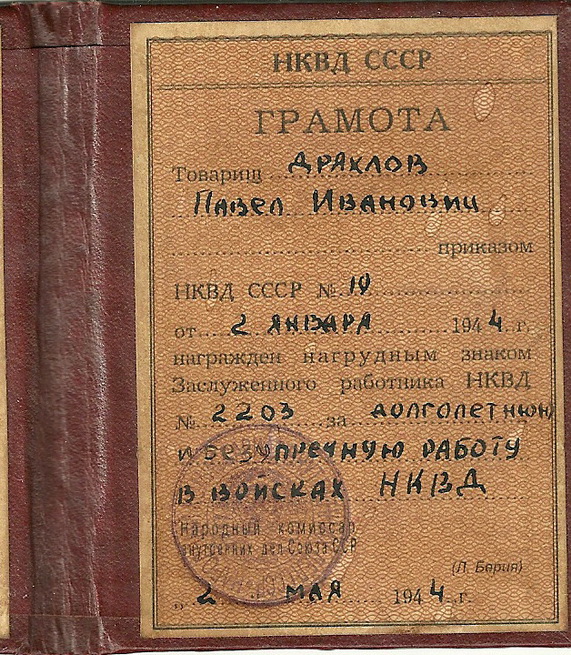 НКВД СССР
ГРАМОТА
Товарищ ДРАХЛОВ
ПАВЕЛ ИВАНОВИЧ
приказом
НКВД СССР № 19
от 2 ЯНВАРЯ 1944 г.
награжден нагрудным знаком
Заслуженного работника НКВД
№ 2203 за ДОЛГОЛЕТНЮЮ
И БЕЗУПРЕЧНУЮ РАБОТУ
В ВОЙСКАХ НКВД
Народный комиссар
внутренних дел Союза ССР
(Л. Берия)
„ 2 МАЯ 1944 г.